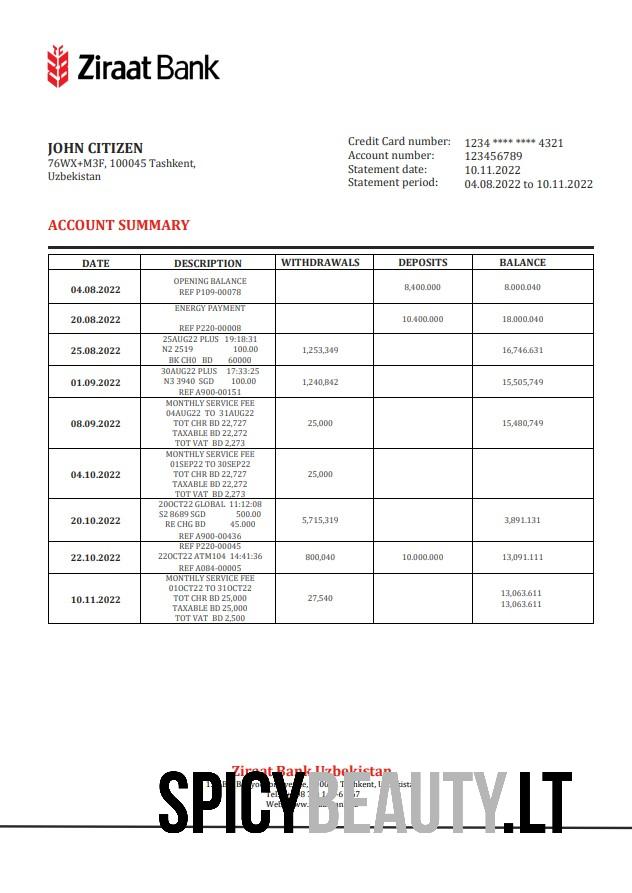 Ziraat Bank
JOHN CITIZEN
76WX+M3F, 100045 Tashkent,
Uzbekistan
Credit Card number: 1234 **** **** 4321
Account number: 123456789
Statement date: 10.11.2022
Statement period: 04.08.2022 to 10.11.2022
ACCOUNT SUMMARY
DATE DESCRIPTION WITHDRAWALS DEPOSITS BALANCE
04.08.2022 OPENING BALANCE 8,400.000 8.000.040
REF P109-00078
20.08.2022 ENERGY PAYMENT 10.400.000 18.000.040
REF P220-00008
25.08.2022 25AUG22 PLUS 19:18:31 1,253,349 16,746.631
N2 2519 100.00
BK CH0 BD 60000
01.09.2022 30AUG22 PLUS 17:33:25 1,240,842 15,505,749
N3 3940 SGD 100.00
REF A900-00151
08.09.2022 MONTHLY SERVICE FEE 25,000 15,480,749
04AUG22 TO 31AUG22
TOT CHR BD 22,727
TAXABLE BD 22,272
TOT VAT BD 2,273
04.10.2022 MONTHLY SERVICE FEE 25,000
01SEP22 TO 30SEP22
TOT CHR BD 22,727
TAXABLE BD 22,272
TOT VAT BD 2,273
20.10.2022 20OCT22 GLOBAL 11:12:08 5,715,319 3,891.131
S2 8689 SGD 500.00
RE CHG BD 45.000
REF A900-00436
22.10.2022 REF P220-00045 800,040 10.000.000 13,091.111
22OCT22 ATM104 14:41:36
REF A084-00005
10.11.2022 MONTHLY SERVICE FEE 27,540 13,063.611
01OCT22 TO 31OCT22 13,063.611
TOT CHR BD 25,000
TAXABLE BD 25,000
TOT VAT BD 2,500
Ziraat Bank Uzbekistan
Tashkent,
SPICYBEAUTY.LT